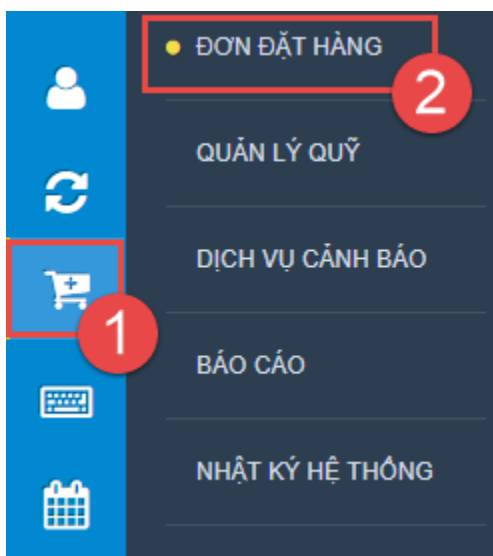 ĐƠN ĐẶT HÀNG
2
QUẢN LÝ QUỸ
DỊCH VỤ CẢNH BÁO
1
BÁO CÁO
NHẬT KÝ HỆ THỐNG